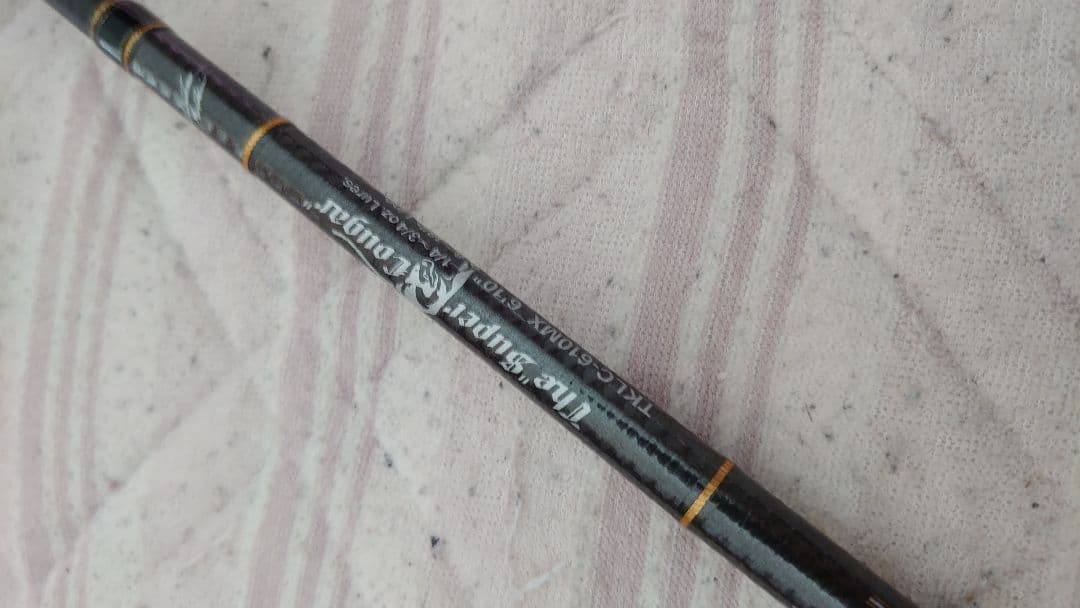 The "Super Cougar"
TKLC-610MX 6'10" 1/4~3/4oz Lures